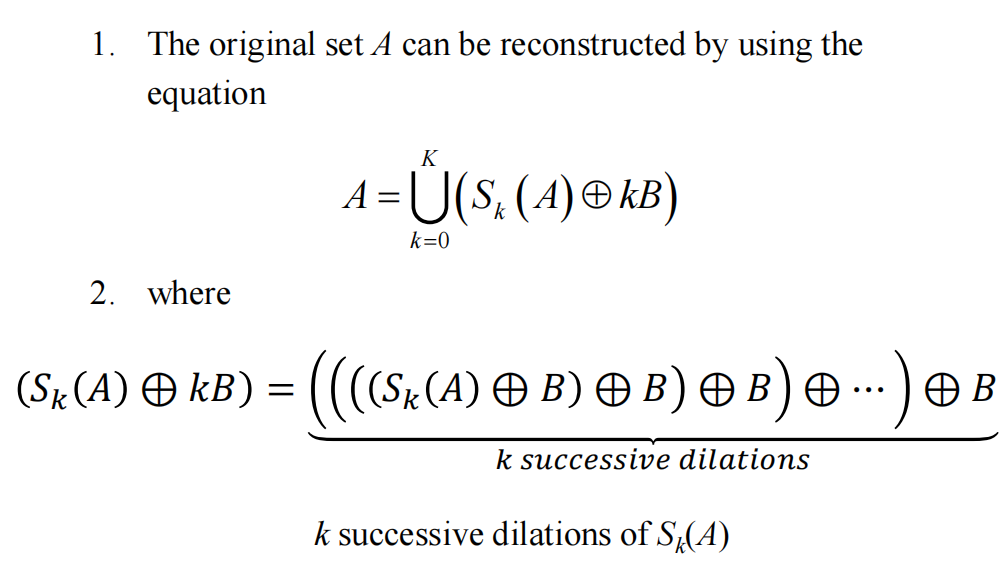 1. The original set A can be reconstructed by using the
equation
A = ⋃_{k=0}^{K} (S_k (A) ⊕ kB)
2. where
(S_k(A) ⊕ kB) = ((((S_k(A) ⊕ B) ⊕ B) ⊕ B) ⊕ ⋯) ⊕ B
k successive dilations
k successive dilations of S_k(A)